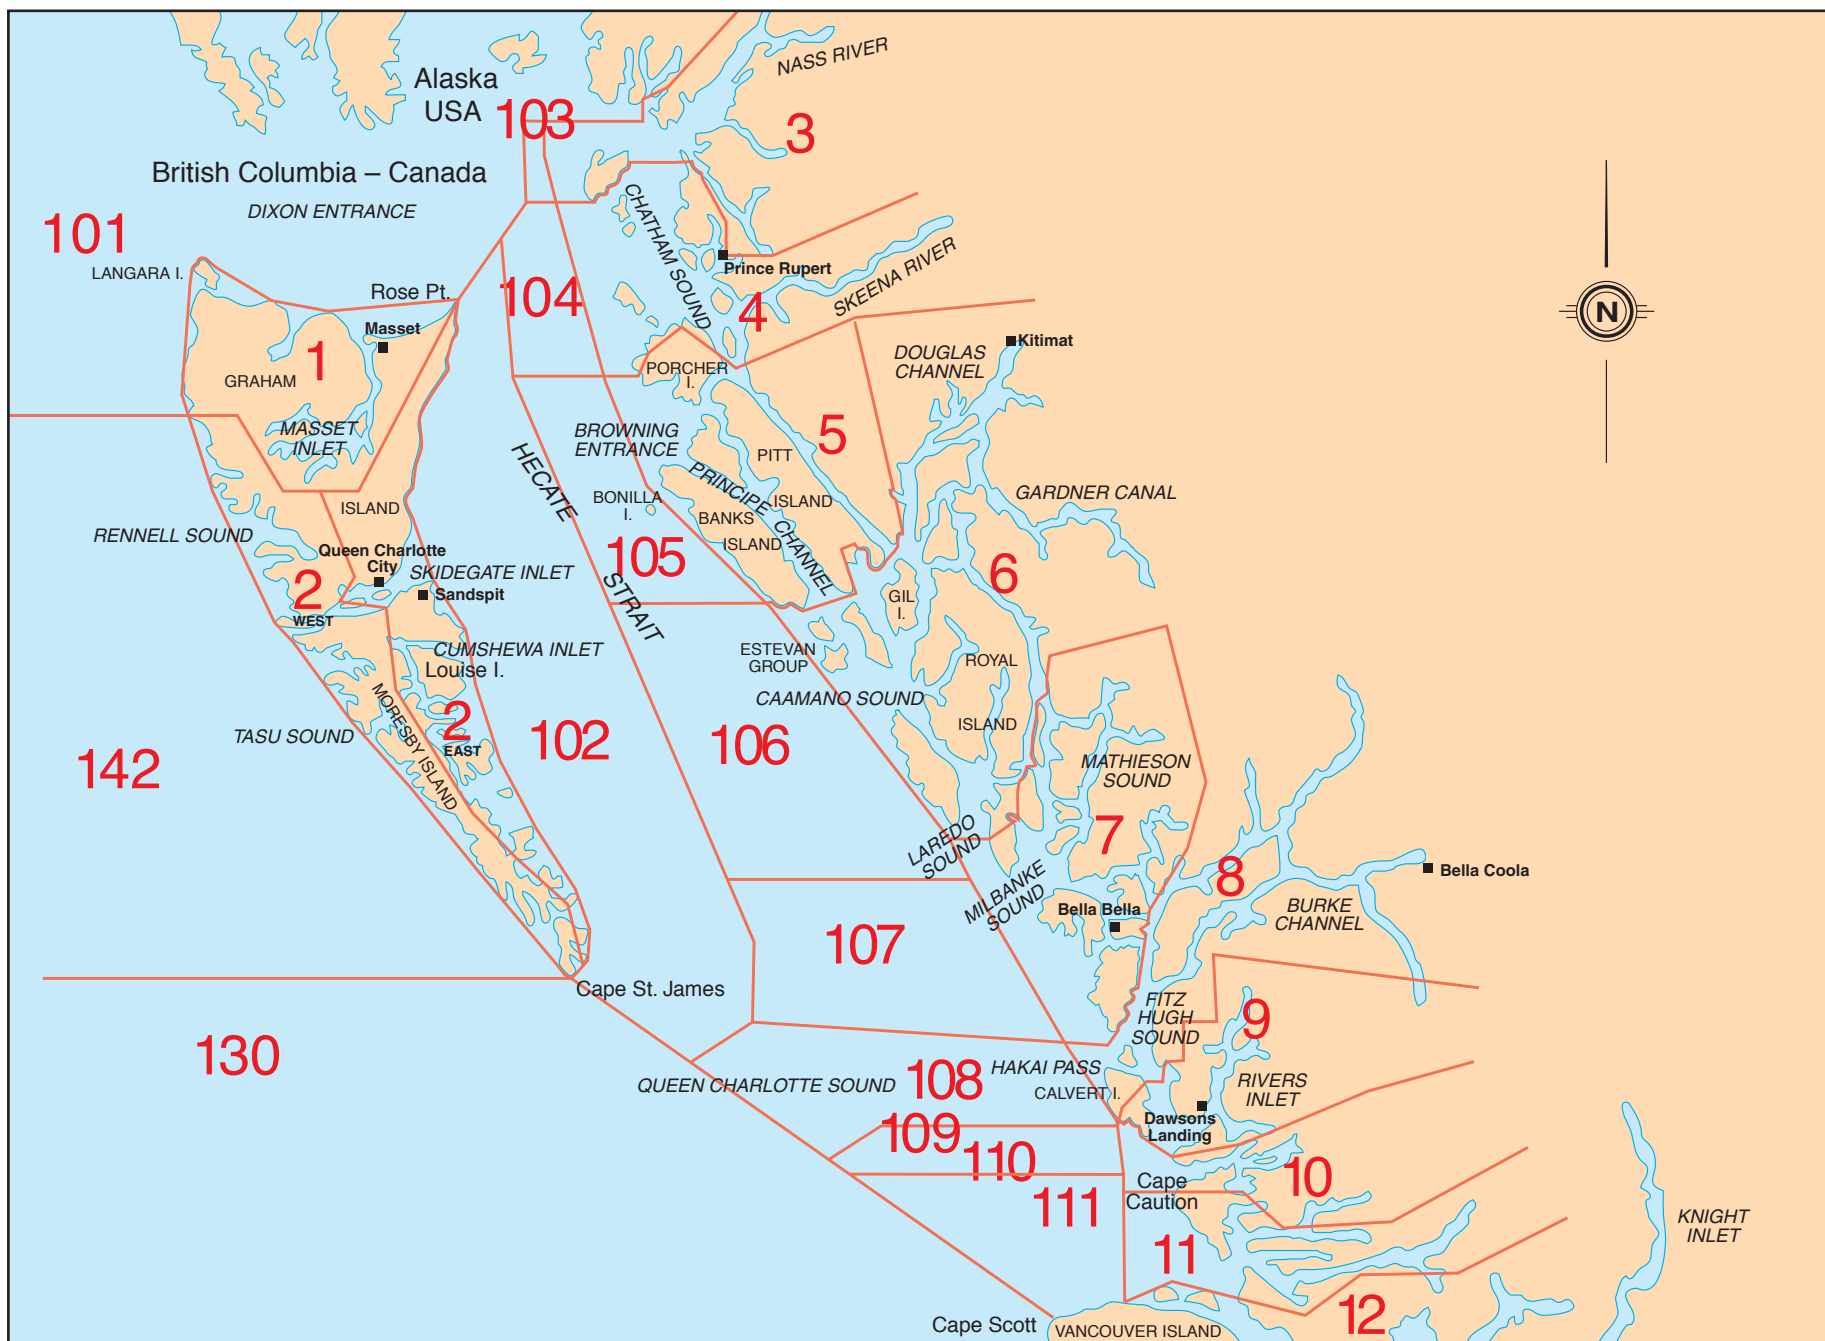 NASS RIVER
Alaska
USA
103
3
British Columbia – Canada
DIXON ENTRANCE
101
LANGARA I.
CHATHAM SOUND
Prince Rupert
SKEENA RIVER
Rose Pt.
104
4
N
Masset
1
GRAHAM
PORCHER
I.
DOUGLAS
CHANNEL
Kitimat
MASSET
INLET
HECATE
STRAIT
BROWNING
ENTRANCE
5
PITT
ISLAND
PRINCIPE CHANNEL
BONILLA
I.
BANKS
ISLAND
GARDNER CANAL
ISLAND
RENNELL SOUND
Queen Charlotte
City
SKIDEGATE INLET
105
6
2
WEST
Sandspit
GIL
I.
CUMSHEWA INLET
Louise I.
ESTEVAN
GROUP
ROYAL
ISLAND
CAAMANO SOUND
MORESBY ISLAND
TASU SOUND
2
EAST
102
106
142
MATHIESON
SOUND
LAREDO
SOUND
7
8
MILBANKE
SOUND
Bella Bella
Bella Coola
BURKE
CHANNEL
107
Cape St. James
FITZ
HUGH
SOUND
9
130
QUEEN CHARLOTTE SOUND
108
HAKAI PASS
CALVERT I.
RIVERS
INLET
Dawsons
Landing
109
110
10
Cape
Caution
111
11
KNIGHT
INLET
12
Cape Scott
VANCOUVER ISLAND